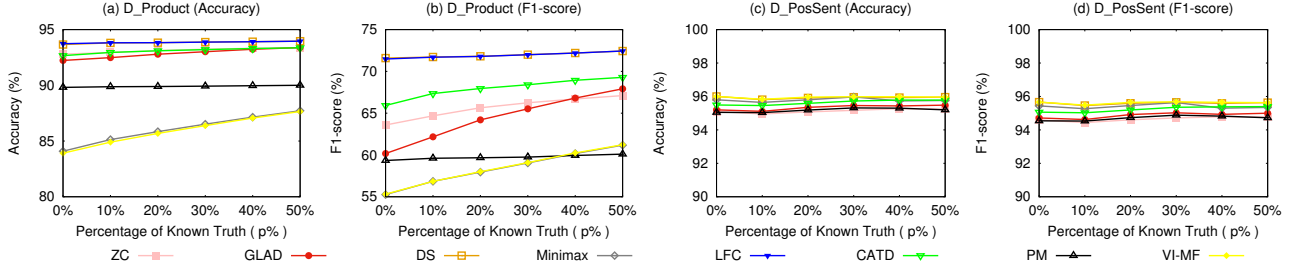 (a) D_Product (Accuracy)
95
90
85
80
Accuracy (%)
0% 10% 20% 30% 40% 50%
Percentage of Known Truth ( p% )
(b) D_Product (F1-score)
75
70
65
60
55
F1-score (%)
0% 10% 20% 30% 40% 50%
Percentage of Known Truth ( p% )
(c) D_PosSent (Accuracy)
100
98
96
94
92
90
Accuracy (%)
0% 10% 20% 30% 40% 50%
Percentage of Known Truth ( p% )
(d) D_PosSent (F1-score)
100
98
96
94
92
90
F1-score (%)
0% 10% 20% 30% 40% 50%
Percentage of Known Truth ( p% )
ZC GLAD DS Minimax LFC CATD PM VI-MF